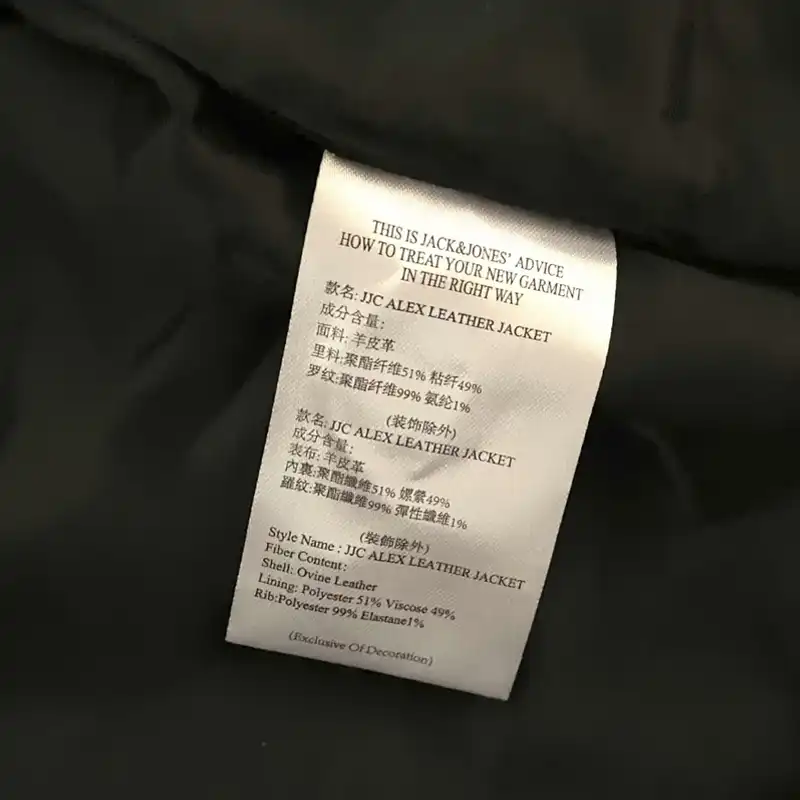 THIS IS JACK&JONES' ADVICE
HOW TO TREAT YOUR NEW GARMENT
IN THE RIGHT WAY
款名: JJC ALEX LEATHER JACKET
成分含量:
面料: 羊皮革
里料:聚酯纤维51% 粘纤49%
罗纹:聚酯纤维99% 氨纶1%
(装饰除外)
款名: JJC ALEX LEATHER JACKET
成分含量:
表布: 羊皮革
內裏:聚酯纖維51% 嫘縈49%
羅紋:聚酯纖維99% 彈性纖維1%
(裝飾除外)
Style Name : JJC ALEX LEATHER JACKET
Fiber Content:
Shell: Ovine Leather
Lining: Polyester 51% Viscose 49%
Rib:Polyester 99% Elastane1%
(Exclusive Of Decoration)